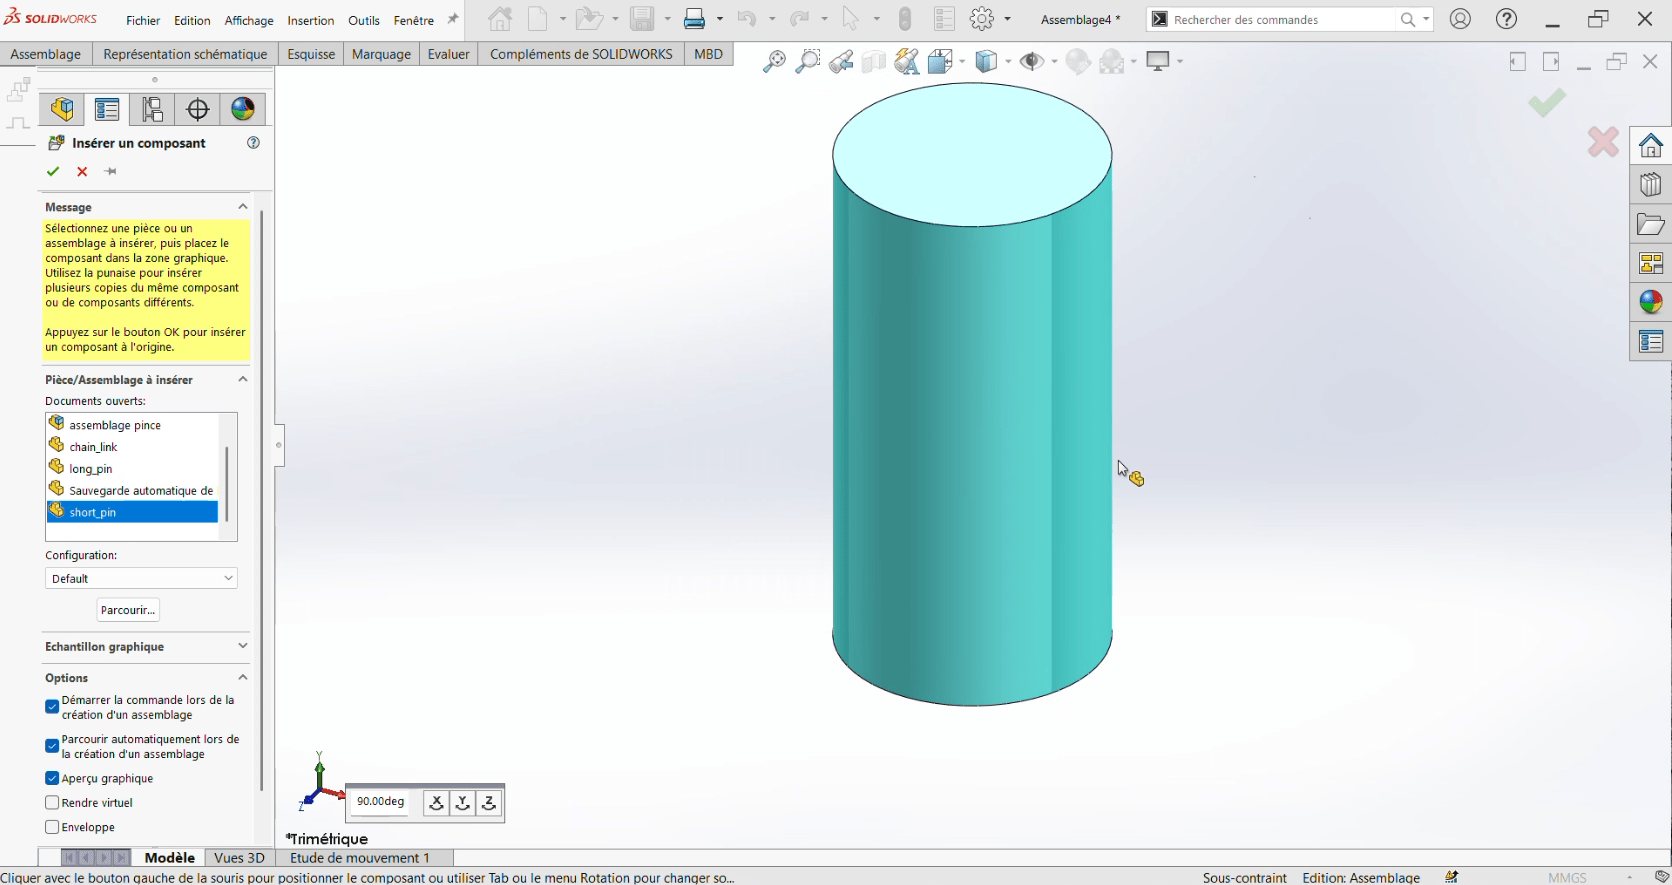 SOLIDWORKS
Fichier Edition Affichage Insertion Outils Fenêtre
Assemblage4 *
Rechercher des commandes
Assemblage Représentation schématique Esquisse Marquage Evaluer Compléments de SOLIDWORKS MBD
Insérer un composant
Message
Sélectionnez une pièce ou un
assemblage à insérer, puis placez le
composant dans la zone graphique.
Utilisez la punaise pour insérer
plusieurs copies du même composant
ou de composants différents.
Appuyez sur le bouton OK pour insérer
un composant à l'origine.
Pièce/Assemblage à insérer
Documents ouverts:
assemblage pince
chain_link
long_pin
Sauvegarde automatique de
short_pin
Configuration:
Default
Parcourir...
Echantillon graphique
Options
Démarrer la commande lors de la
création d'un assemblage
Parcourir automatiquement lors de
la création d'un assemblage
Aperçu graphique
Rendre virtuel
Enveloppe
Y
Z
90.00deg X Y Z
*Trimétrique
Modèle Vues 3D Etude de mouvement 1
Cliquer avec le bouton gauche de la souris pour positionner le composant ou utiliser Tab ou le menu Rotation pour changer so...
Sous-contraint Edition: Assemblage MMGS